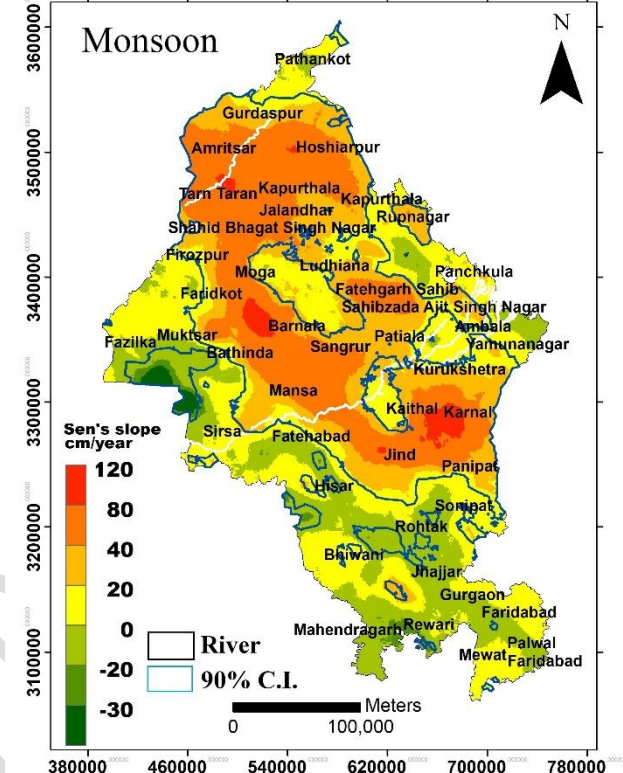 Monsoon
N
Pathankot
Gurdaspur
Amritsar
Hoshiarpur
Tarn Taran
Kapurthala
Kapurthala
Jalandhar
Rupnagar
Shahid Bhagat Singh Nagar
Firozpur
Moga
Ludhiana
Panchkula
Faridkot
Fatehgarh Sahib
Sahibzada Ajit Singh Nagar
Barnala
Ambala
Fazilka
Muktsar
Patiala
Sangrur
Yamunanagar
Bathinda
Kurukshetra
Mansa
Kaithal
Karnal
Sirsa
Fatehabad
Jind
Panipat
Hisar
Sonipat
Rohtak
Bhiwani
Jhajjar
Gurgaon
Faridabad
Mahendragarh
Rewari
Palwal
Mewat
Faridabad
Sen's slope
cm/year
120
80
40
20
0
-20
-30
River
90% C.I.
Meters
0
100,000
3600000
3500000
3400000
3300000
3200000
3100000
380000
460000
540000
620000
700000
780000